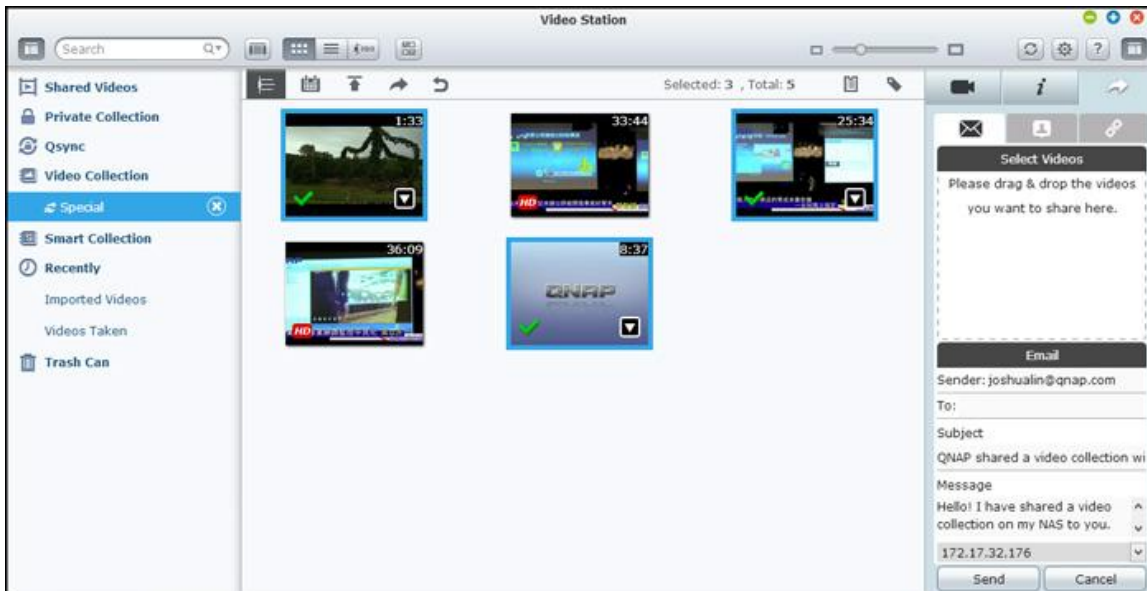 Video Station
Search
Selected: 3 , Total: 5
Shared Videos
Private Collection
Qsync
Video Collection
Special
Smart Collection
Recently
Imported Videos
Videos Taken
Trash Can
1:33
33:44
HD
25:34
36:09
HD
8:37
QNAP
Select Videos
Please drag & drop the videos
you want to share here.
Email
Sender: joshualin@qnap.com
To:
Subject
QNAP shared a video collection wi
Message
Hello! I have shared a video
collection on my NAS to you.
172.17.32.176
Send
Cancel